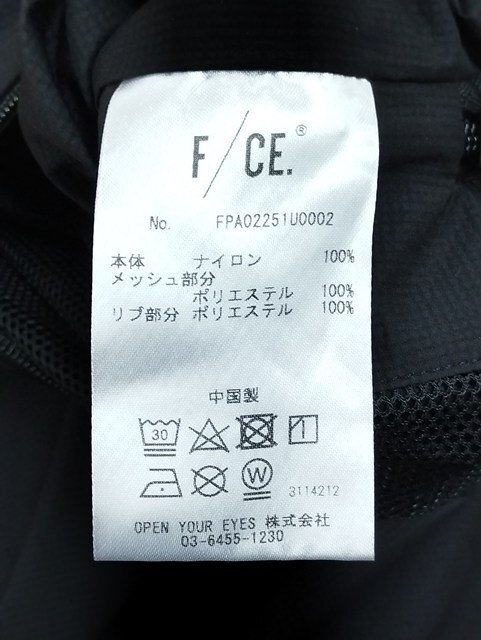 F/CE.®
No. FPA02251U0002
本体 ナイロン 100%
メッシュ部分
ポリエステル 100%
リブ部分 ポリエステル 100%
中国製
30
W 3114212
OPEN YOUR EYES 株式会社
03-6455-1230